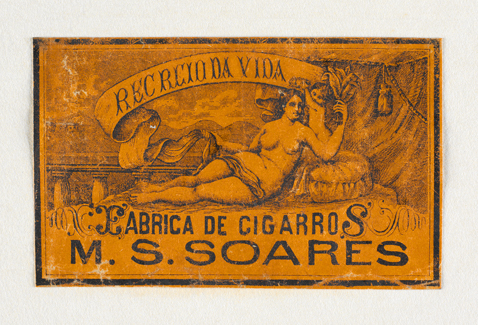 RECREIO DA VIDA
FABRICA DE CIGARROS
M. S. SOARES